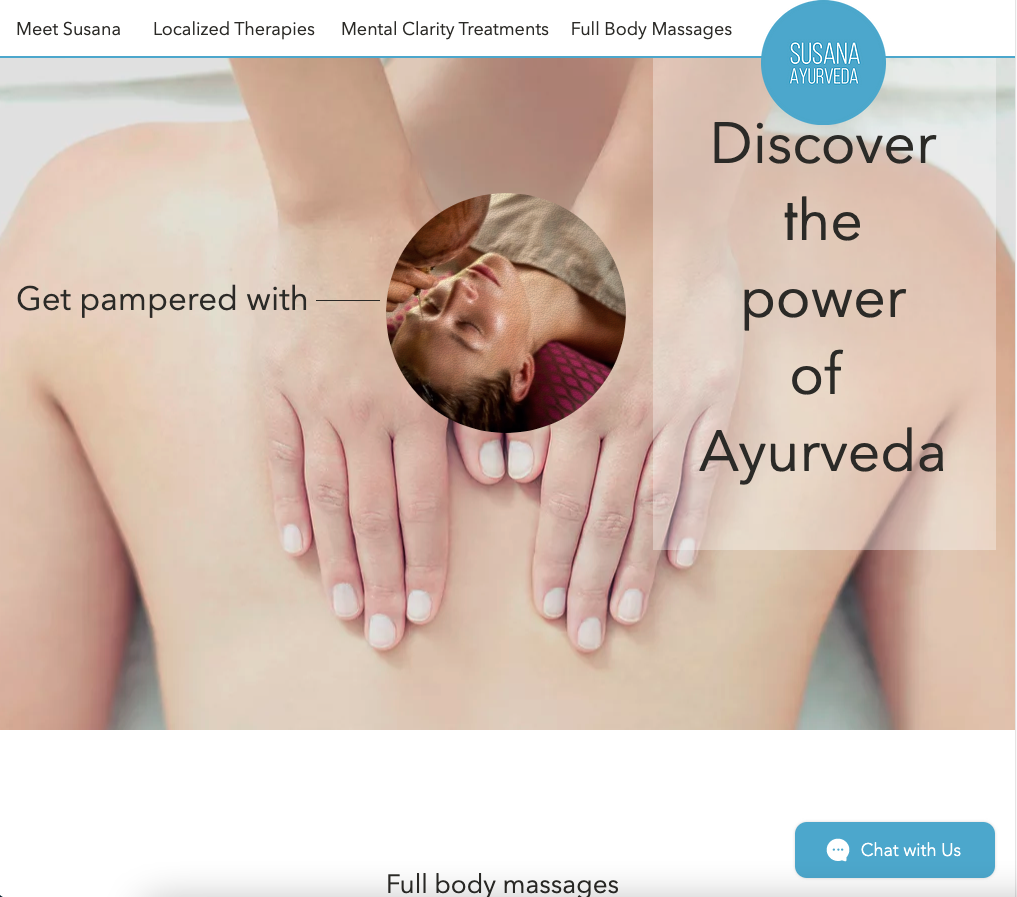 Meet Susana
Localized Therapies
Mental Clarity Treatments
Full Body Massages
SUSANA
AYURVEDA
Discover
the
power
of
Ayurveda
Get pampered with
Chat with Us
Full body massages